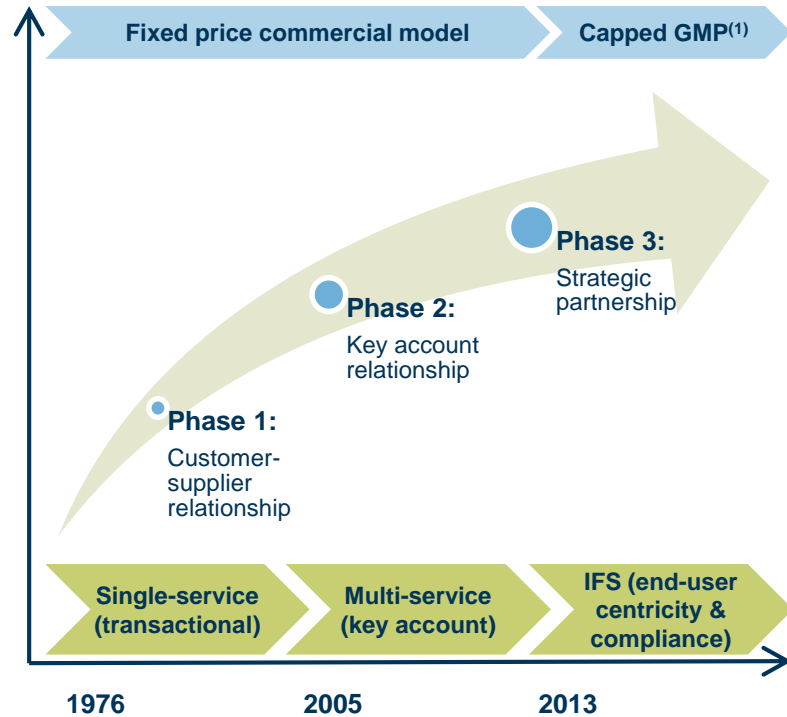 Fixed price commercial model
Capped GMP(1)
Phase 3:
Strategic
partnership
Phase 2:
Key account
relationship
Phase 1:
Customer-
supplier
relationship
Single-service
(transactional)
Multi-service
(key account)
IFS (end-user
centricity &
compliance)
1976
2005
2013